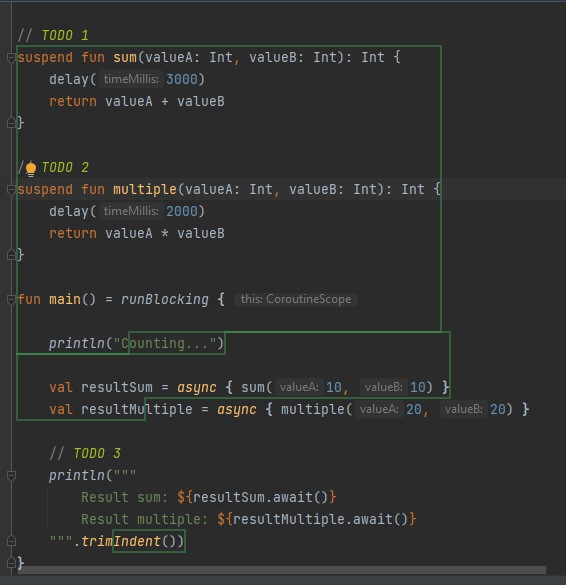 // TODO 1
suspend fun sum(valueA: Int, valueB: Int): Int {
delay( timeMillis: 3000)
return valueA + valueB
}
/ TODO 2
suspend fun multiple(valueA: Int, valueB: Int): Int {
delay( timeMillis: 2000)
return valueA * valueB
}
fun main() = runBlocking { this: CoroutineScope
println("Counting...")
val resultSum = async { sum( valueA: 10, valueB: 10) }
val resultMultiple = async { multiple( valueA: 20, valueB: 20) }
// TODO 3
println("""
Result sum: ${resultSum.await()}
Result multiple: ${resultMultiple.await()}
""".trimIndent())
}